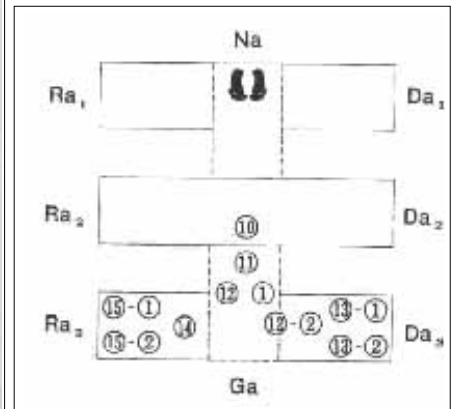 Na
Ra₁ Da₁
Ra₂ Da₂
⑩
⑪
⑫ ①
⑮-① ⑬-①
Ra₃ ⑭ ⑫-② Da₃
⑮-② ⑬-②
Ga